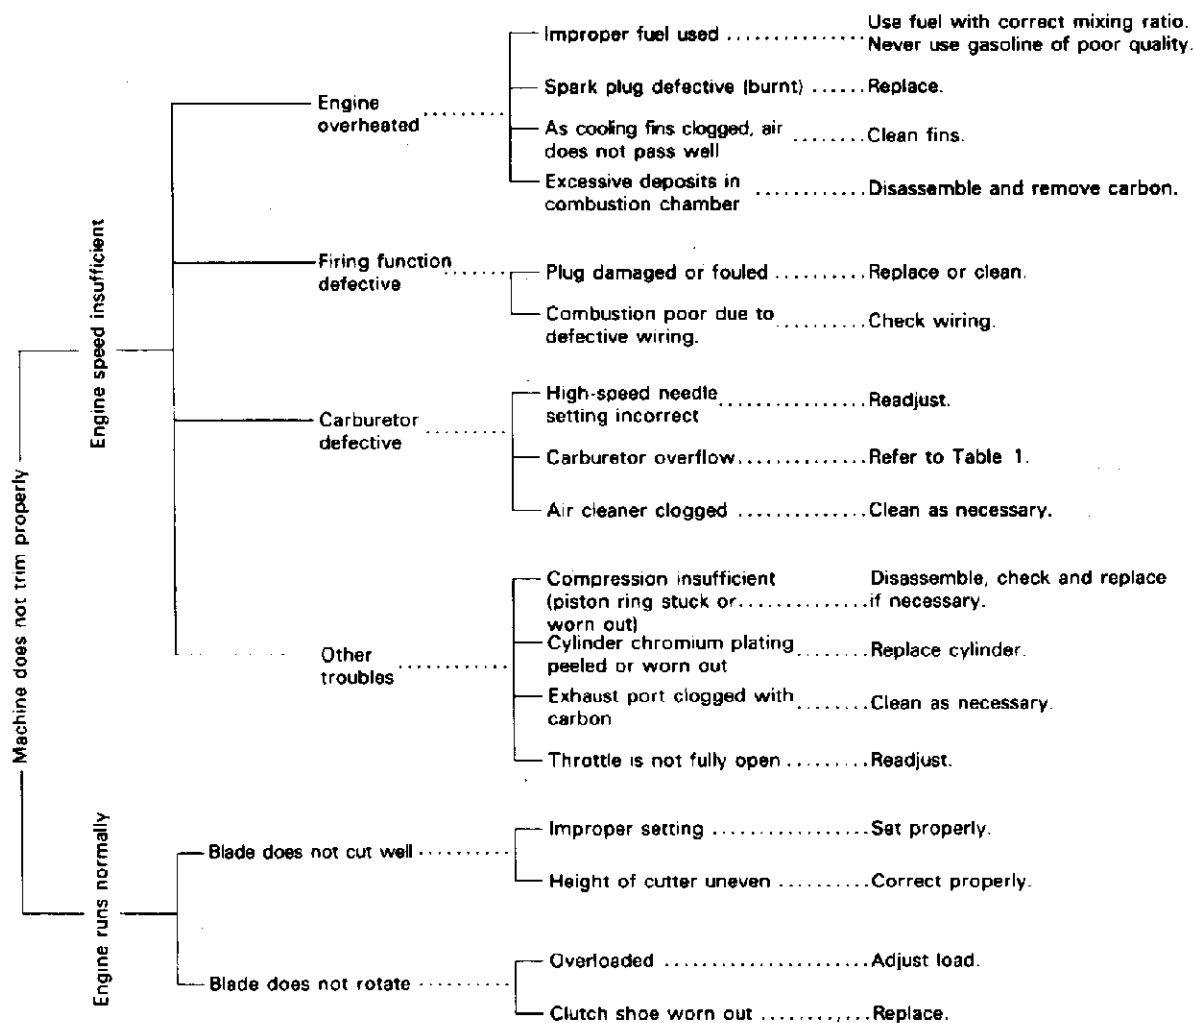 Machine does not trim properly
Engine speed insufficient
Engine
overheated ........
Improper fuel used ............... Use fuel with correct mixing ratio.
Never use gasoline of poor quality.
Spark plug defective (burnt) ...... Replace.
As cooling fins clogged, air
does not pass well ........ Clean fins.
Excessive deposits in
combustion chamber ............ Disassemble and remove carbon.
Firing function
defective ........
Plug damaged or fouled .......... Replace or clean.
Combustion poor due to
defective wiring. .......... Check wiring.
Carburetor
defective ........
High-speed needle
setting incorrect ............... Readjust.
Carburetor overflow .............. Refer to Table 1.
Air cleaner clogged .............. Clean as necessary.
Other
troubles ........
Compression insufficient
(piston ring stuck or .............. Disassemble, check and replace
worn out) if necessary.
Cylinder chromium plating
peeled or worn out ........ Replace cylinder.
Exhaust port clogged with
carbon ........ Clean as necessary.
Throttle is not fully open ......... Readjust.
Engine runs normally
Blade does not cut well ........
Improper setting ............... Set properly.
Height of cutter uneven .......... Correct properly.
Blade does not rotate ........
Overloaded ..................... Adjust load.
Clutch shoe worn out ............ Replace.